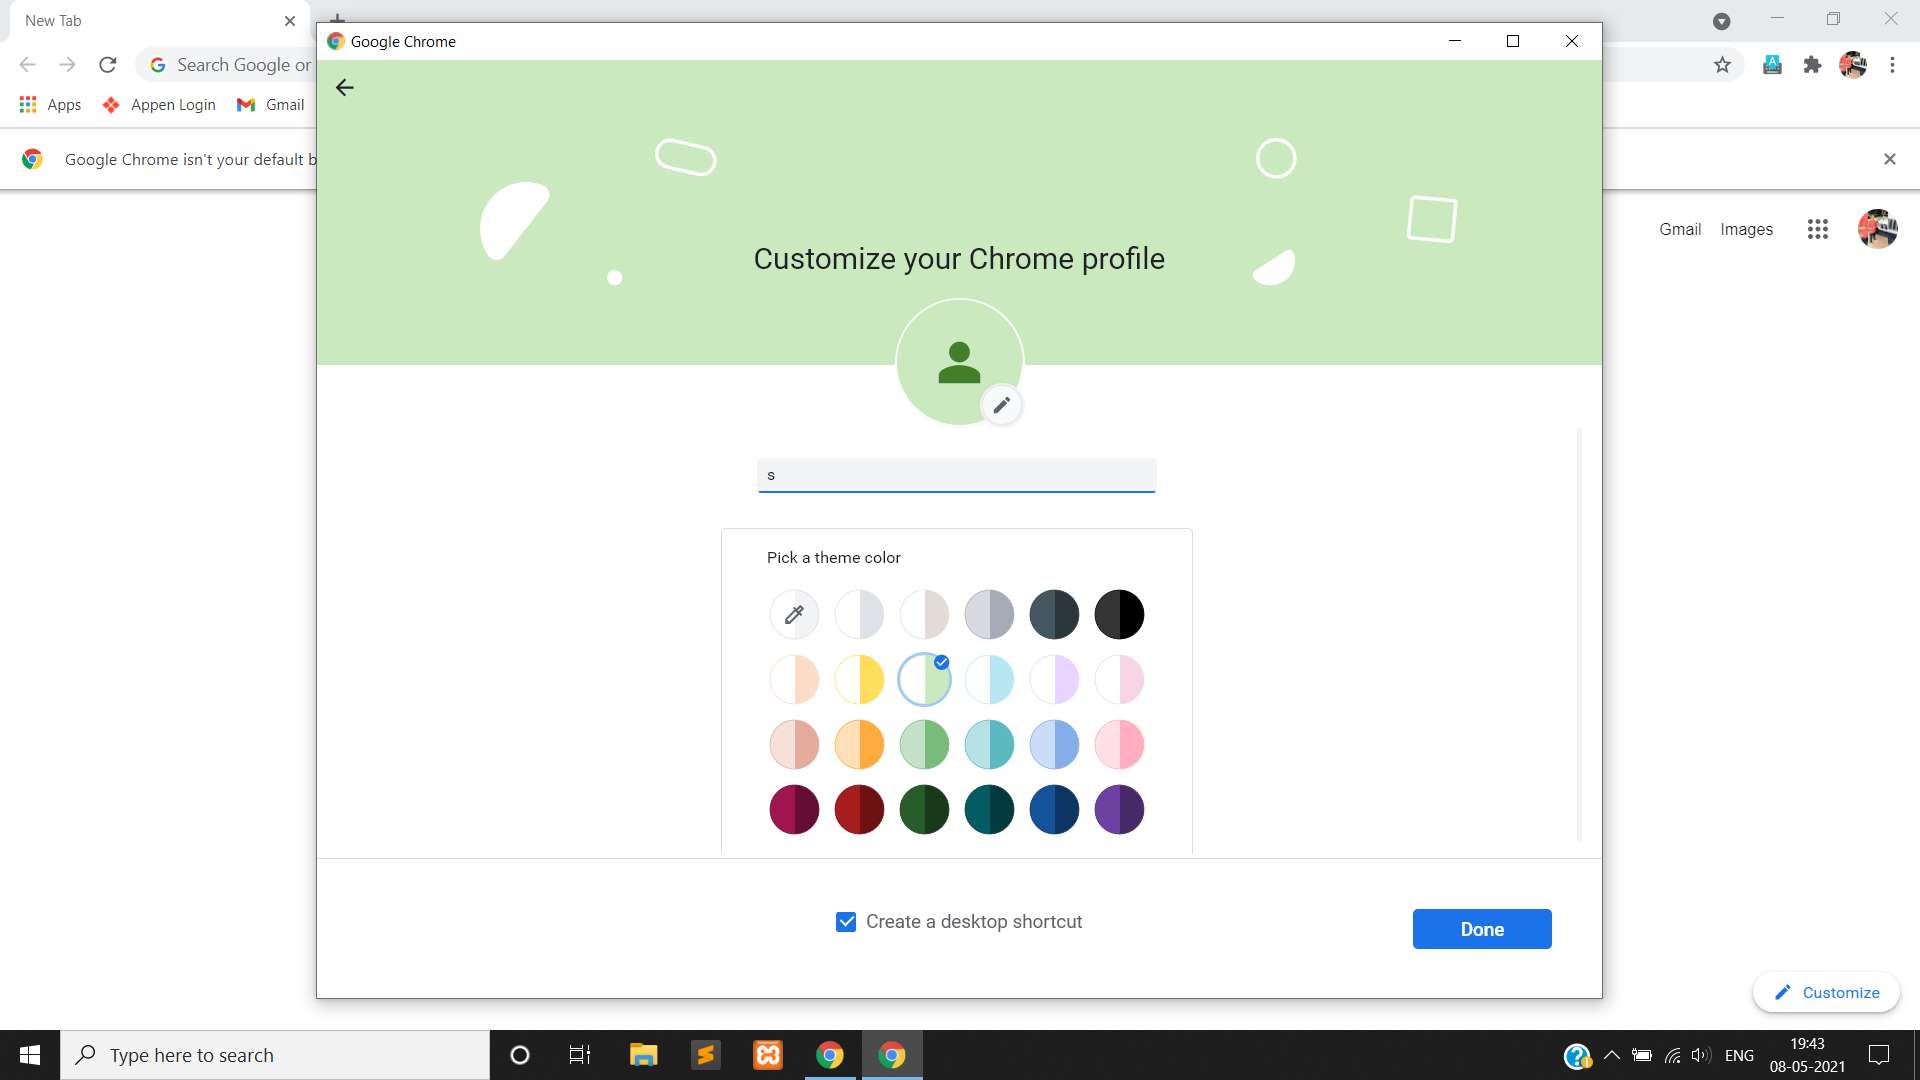 New Tab
Google Chrome
Search Google or
Apps
Appen Login
Gmail
Google Chrome isn't your default b
Gmail
Images
Customize your Chrome profile
s
Pick a theme color
Create a desktop shortcut
Done
Customize
Type here to search
ENG
19:43
08-05-2021